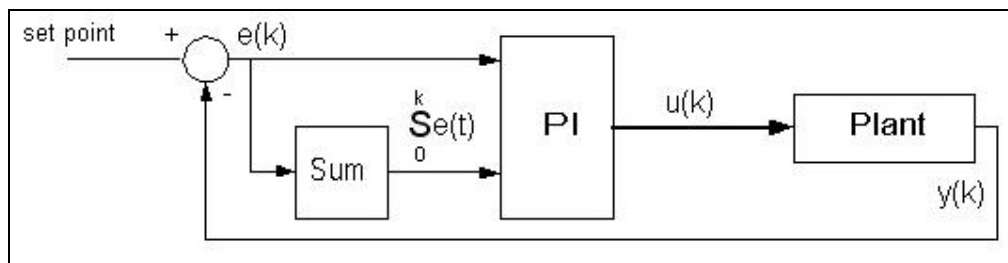 set point
+
e(k)
-
Sum
k
Se(t)
0
PI
u(k)
Plant
y(k)